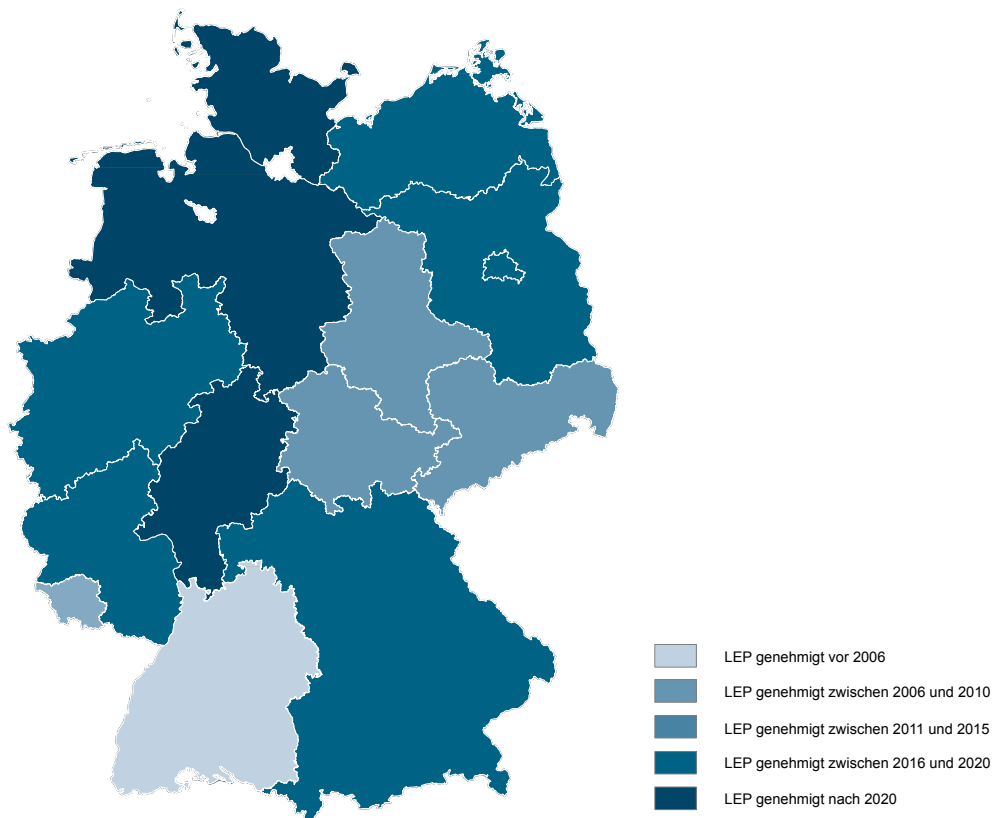 LEP genehmigt vor 2006
LEP genehmigt zwischen 2006 und 2010
LEP genehmigt zwischen 2011 und 2015
LEP genehmigt zwischen 2016 und 2020
LEP genehmigt nach 2020